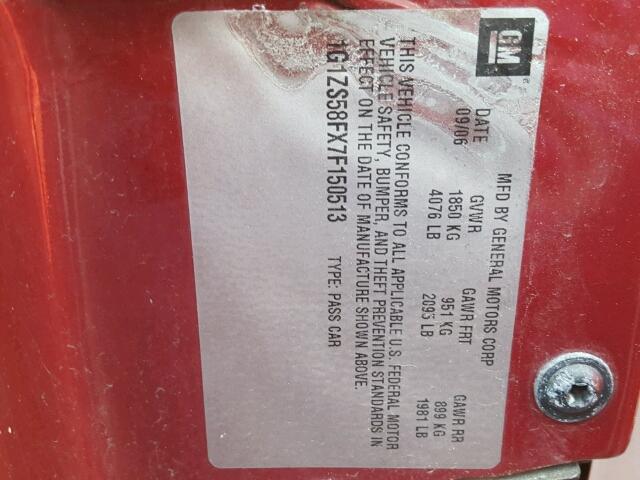 GM
MFD BY GENERAL MOTORS CORP
DATE GVWR GAWR FRT GAWR RR
09/06 1850 KG 951 KG 899 KG
4076 LB 2095 LB 1981 LB
THIS VEHICLE CONFORMS TO ALL APPLICABLE U.S. FEDERAL MOTOR
VEHICLE SAFETY, BUMPER, AND THEFT PREVENTION STANDARDS IN
EFFECT ON THE DATE OF MANUFACTURE SHOWN ABOVE.
1G1ZS58FX7F150513 TYPE: PASS CAR